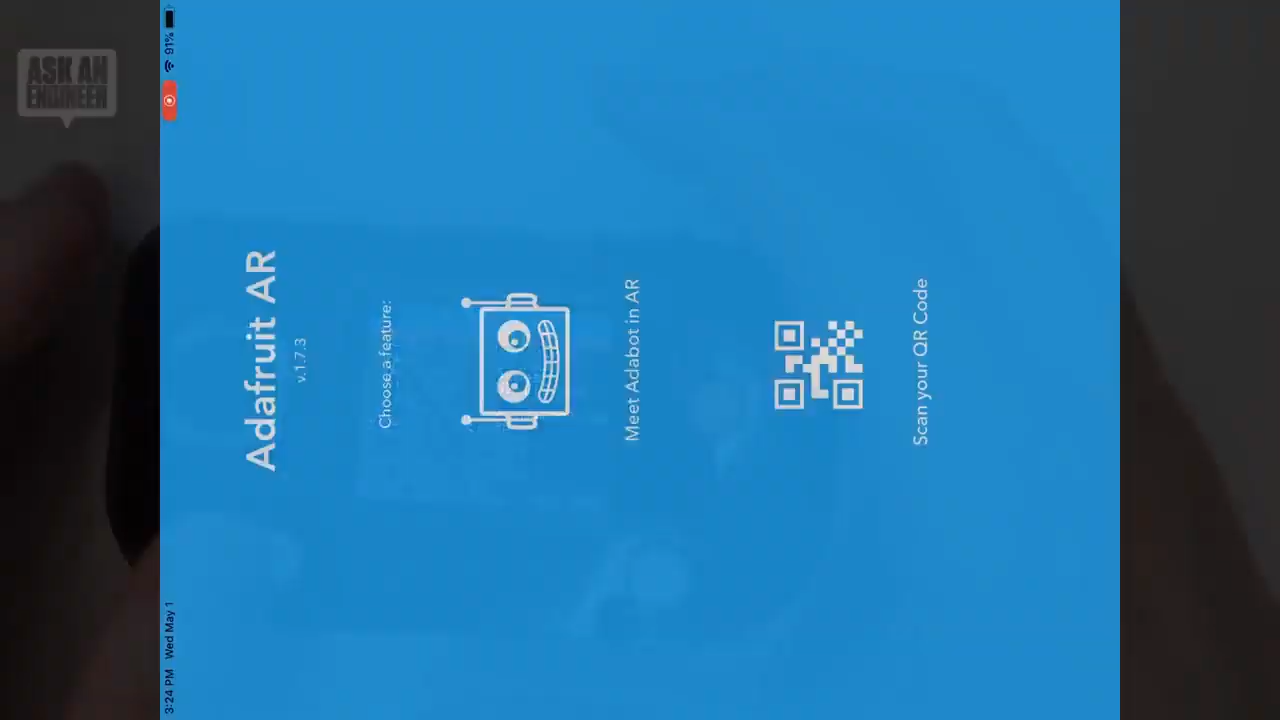 ASK AN
ENGINEER
3:24 PM Wed May 1
91%
Adafruit AR
v.1.7.3
Choose a feature:
Meet Adabot in AR
Scan your QR Code